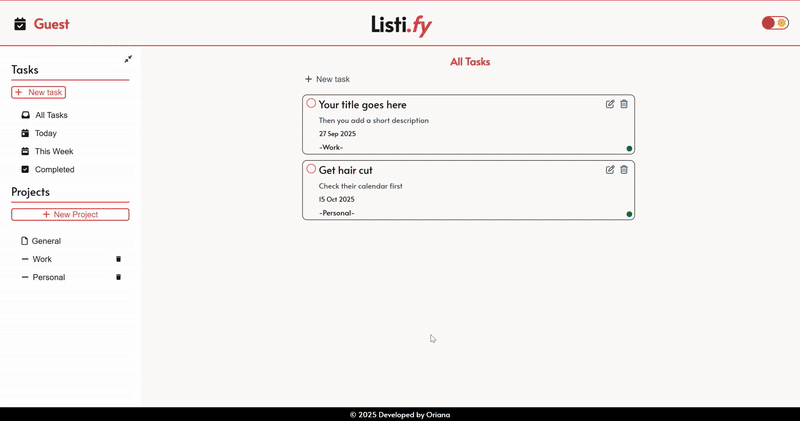 Guest
Listi.fy
Tasks
+ New task
All Tasks
Today
This Week
Completed
Projects
+ New Project
General
Work
Personal
All Tasks
+ New task
Your title goes here
Then you add a short description
27 Sep 2025
-Work-
Get hair cut
Check their calendar first
15 Oct 2025
-Personal-
© 2025 Developed by Oriana